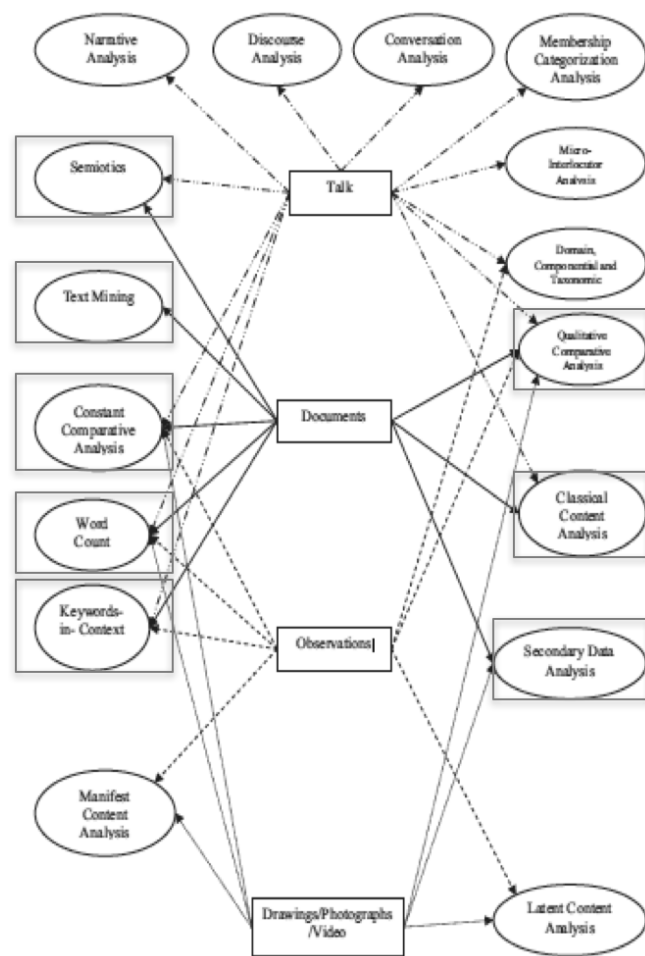 Narrative
Analysis
Discourse
Analysis
Conversation
Analysis
Membership
Categorization
Analysis
Semiotics
Talk
Micro-
Interlocutor
Analysis
Domain,
Componential and
Taxonomic
Text Mining
Qualitative
Comparative
Analysis
Constant
Comparative
Analysis
Documents
Word
Count
Classical
Content
Analysis
Keywords-
in- Context
Observations
Secondary Data
Analysis
Manifest
Content
Analysis
Drawings/Photographs
/Video
Latent Content
Analysis